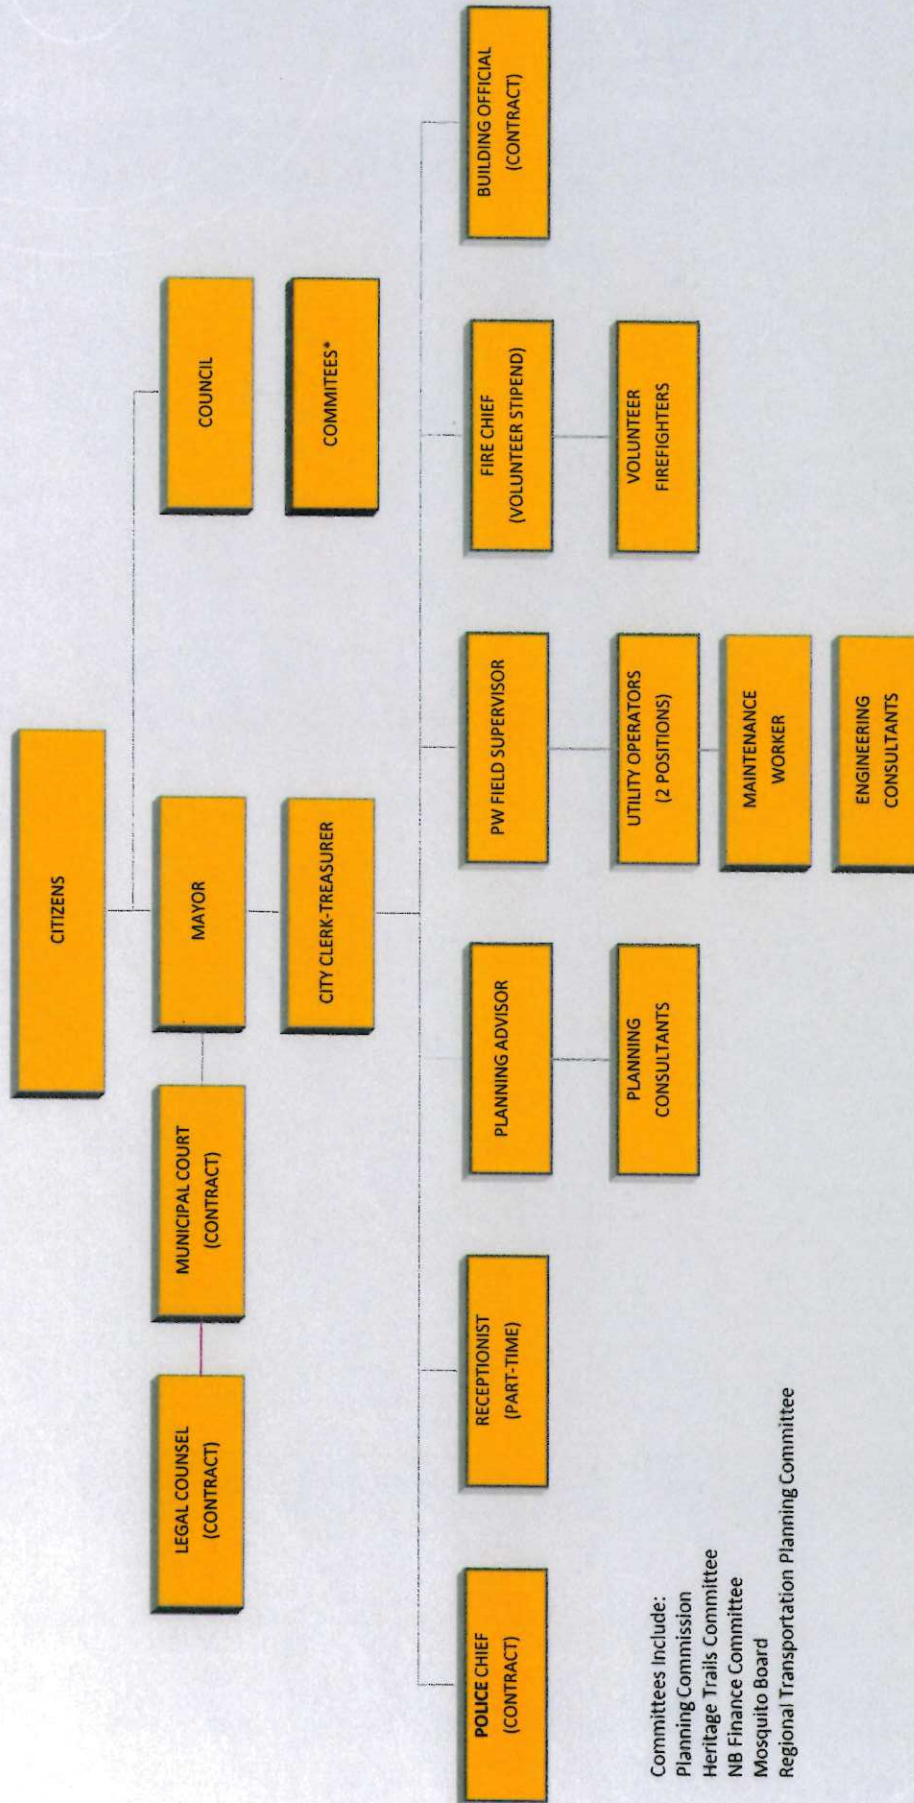 CITIZENS
LEGAL COUNSEL
(CONTRACT)
MUNICIPAL COURT
(CONTRACT)
MAYOR
COUNCIL
CITY CLERK-TREASURER
COMMITEES*
POLICE CHIEF
(CONTRACT)
RECEPTIONIST
(PART-TIME)
PLANNING ADVISOR
PW FIELD SUPERVISOR
FIRE CHIEF
(VOLUNTEER STIPEND)
BUILDING OFFICIAL
(CONTRACT)
PLANNING
CONSULTANTS
UTILITY OPERATORS
(2 POSITIONS)
VOLUNTEER
FIREFIGHTERS
MAINTENANCE
WORKER
ENGINEERING
CONSULTANTS
Committees Include:
Planning Commission
Heritage Trails Committee
NB Finance Committee
Mosquito Board
Regional Transportation Planning Committee